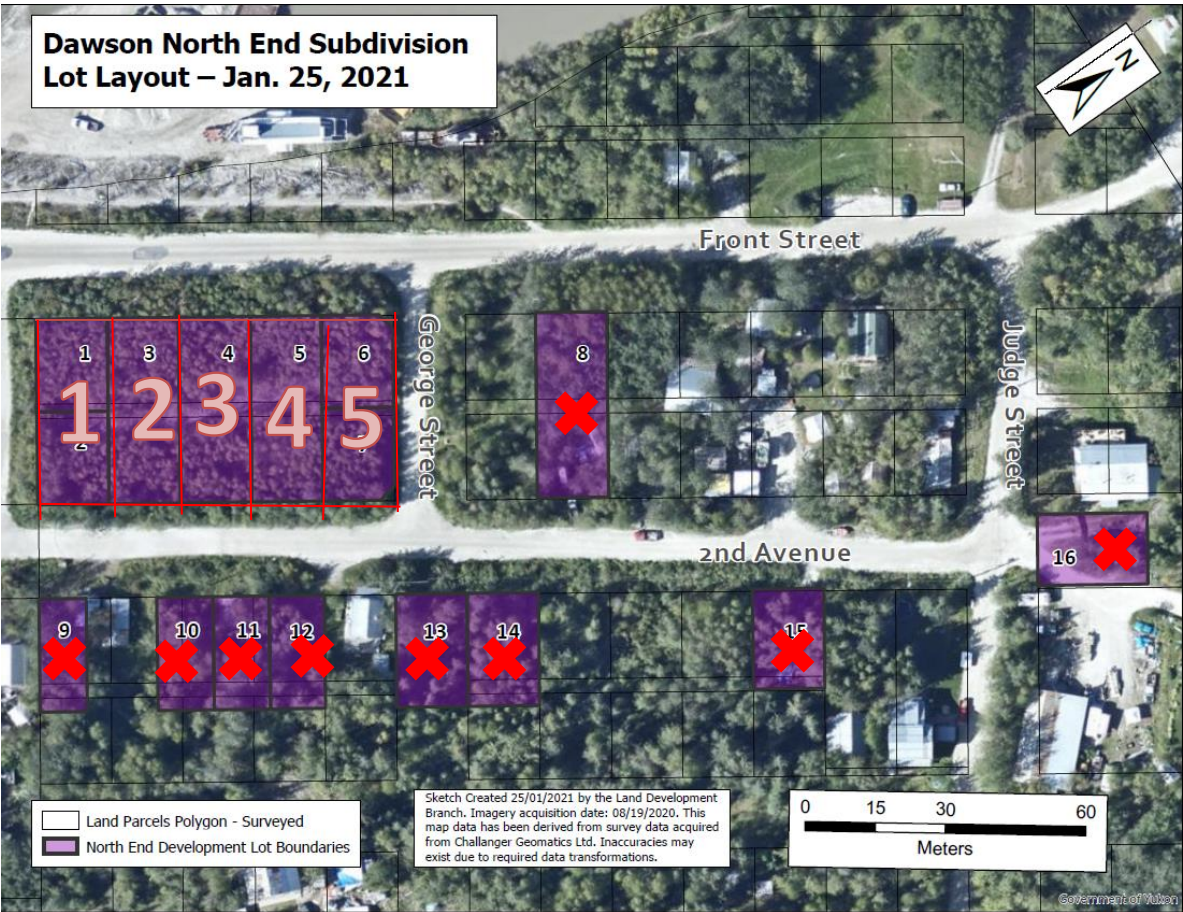 Dawson North End Subdivision
Lot Layout – Jan. 25, 2021
N
Front Street
George Street
Judge Street
1
3
4
5
6
8
1
2
3
4
5
2
2nd Avenue
16
9
10
11
12
13
14
15
Land Parcels Polygon - Surveyed
North End Development Lot Boundaries
Sketch Created 25/01/2021 by the Land Development
Branch. Imagery acquisition date: 08/19/2020. This
map data has been derived from survey data acquired
from Challanger Geomatics Ltd. Inaccuracies may
exist due to required data transformations.
0 15 30 60
Meters
Government of Yukon